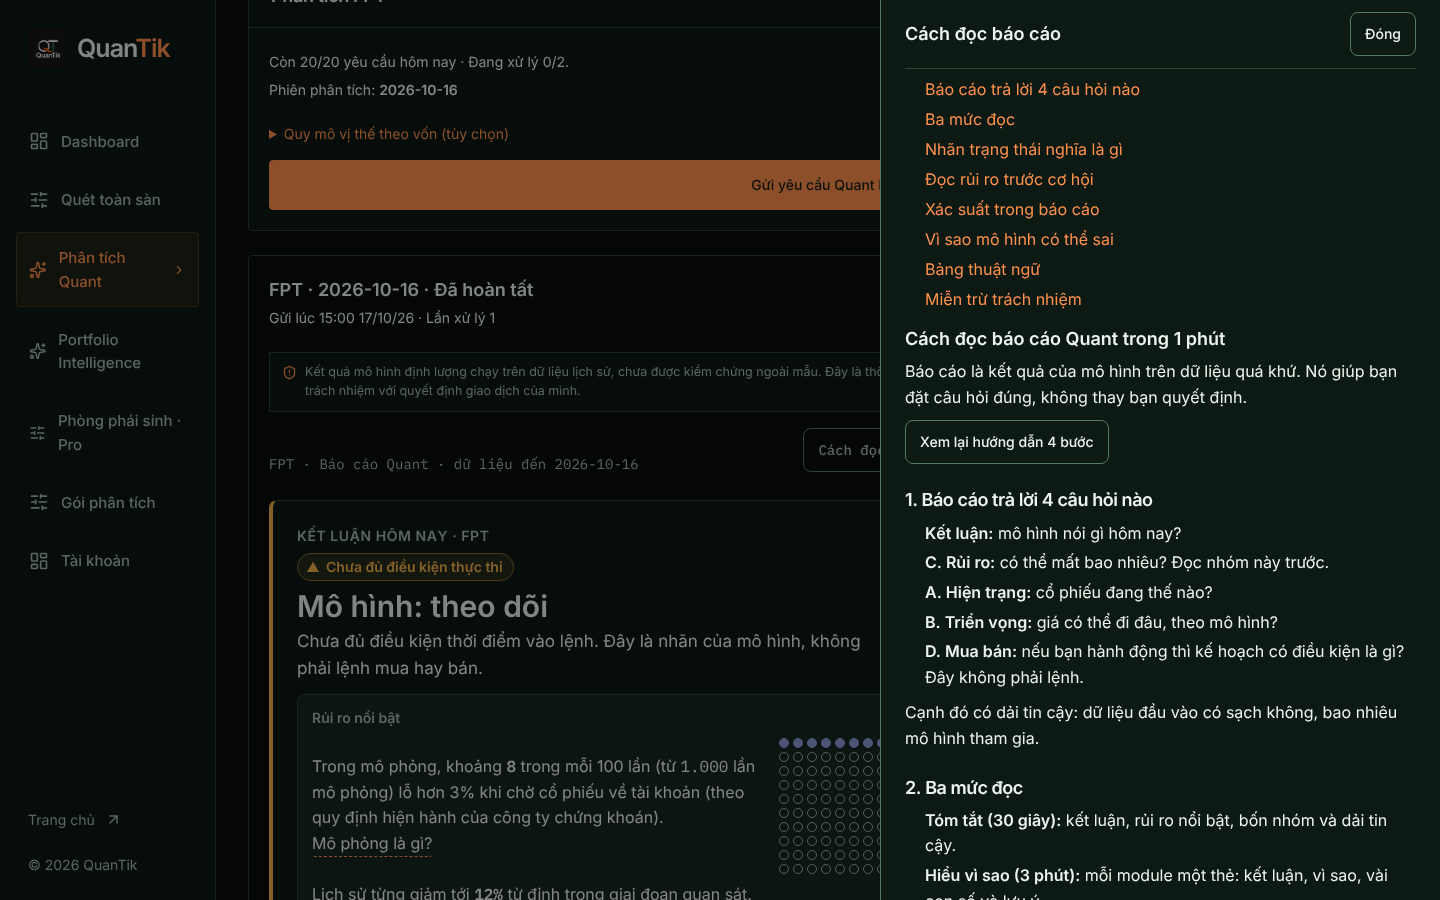 QT
QuanTik
QuanTik
Dashboard
Quét toàn sàn
Phân tích
Quant
Portfolio
Intelligence
Phòng phái sinh ·
Pro
Gói phân tích
Tài khoản
Trang chủ
© 2026 QuanTik
Còn 20/20 yêu cầu hôm nay · Đang xử lý 0/2.
Phiên phân tích: 2026-10-16
Quy mô vị thế theo vốn (tùy chọn)
Gửi yêu cầu Quant
FPT · 2026-10-16 · Đã hoàn tất
Gửi lúc 15:00 17/10/26 · Lần xử lý 1
Kết quả mô hình định lượng chạy trên dữ liệu lịch sử, chưa được kiểm chứng ngoài mẫu. Đây là
trách nhiệm với quyết định giao dịch của mình.
Cách đọc
FPT · Báo cáo Quant · dữ liệu đến 2026-10-16
KẾT LUẬN HÔM NAY · FPT
Chưa đủ điều kiện thực thi
Mô hình: theo dõi
Chưa đủ điều kiện thời điểm vào lệnh. Đây là nhãn của mô hình, không
phải lệnh mua hay bán.
Rủi ro nổi bật
Trong mô phỏng, khoảng 8 trong mỗi 100 lần (từ 1.000 lần
mô phỏng) lỗ hơn 3% khi chờ cổ phiếu về tài khoản (theo
quy định hiện hành của công ty chứng khoán).
Mô phỏng là gì?
Lịch sử từng giảm tới 12% từ đỉnh trong giai đoạn quan sát.
Cách đọc báo cáo
Đóng
Báo cáo trả lời 4 câu hỏi nào
Ba mức đọc
Nhãn trạng thái nghĩa là gì
Đọc rủi ro trước cơ hội
Xác suất trong báo cáo
Vì sao mô hình có thể sai
Bảng thuật ngữ
Miễn trừ trách nhiệm
Cách đọc báo cáo Quant trong 1 phút
Báo cáo là kết quả của mô hình trên dữ liệu quá khứ. Nó giúp bạn
đặt câu hỏi đúng, không thay bạn quyết định.
Xem lại hướng dẫn 4 bước
1. Báo cáo trả lời 4 câu hỏi nào
Kết luận: mô hình nói gì hôm nay?
C. Rủi ro: có thể mất bao nhiêu? Đọc nhóm này trước.
A. Hiện trạng: cổ phiếu đang thế nào?
B. Triển vọng: giá có thể đi đâu, theo mô hình?
D. Mua bán: nếu bạn hành động thì kế hoạch có điều kiện là gì?
Đây không phải lệnh.
Cạnh đó có dải tin cậy: dữ liệu đầu vào có sạch không, bao nhiêu
mô hình tham gia.
2. Ba mức đọc
Tóm tắt (30 giây): kết luận, rủi ro nổi bật, bốn nhóm và dải tin
cậy.
Hiểu vì sao (3 phút): mỗi module một thẻ: kết luận, vì sao, vài